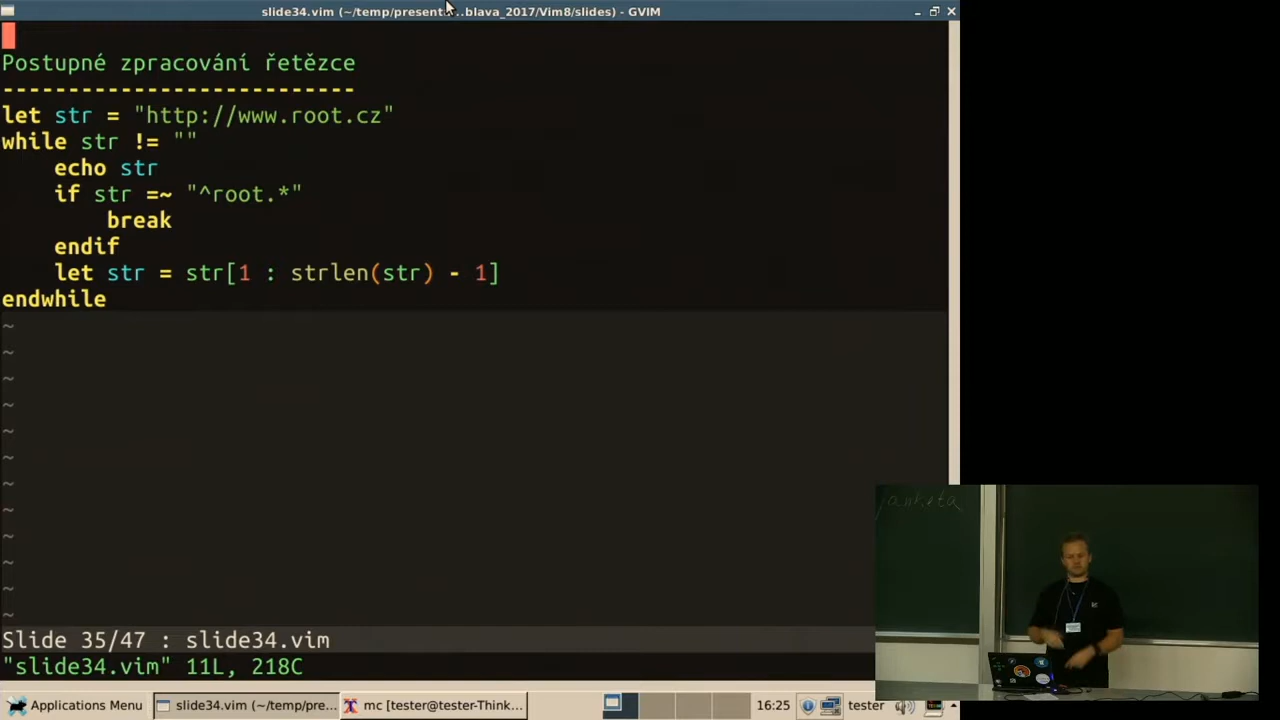 slide34.vim (~/temp/presenta...blava_2017/Vim8/slides) - GVIM
Postupné zpracování řetězce
---------------------------
let str = "http://www.root.cz"
while str != ""
    echo str
    if str =~ "^root.*"
        break
    endif
    let str = str[1 : strlen(str) - 1]
endwhile
~
~
~
~
~
~
~
~
~
~
~
~
Slide 35/47 : slide34.vim
"slide34.vim" 11L, 218C
janketa
Applications Menu
slide34.vim (~/temp/pre...
mc [tester@tester-Think...
16:25
tester